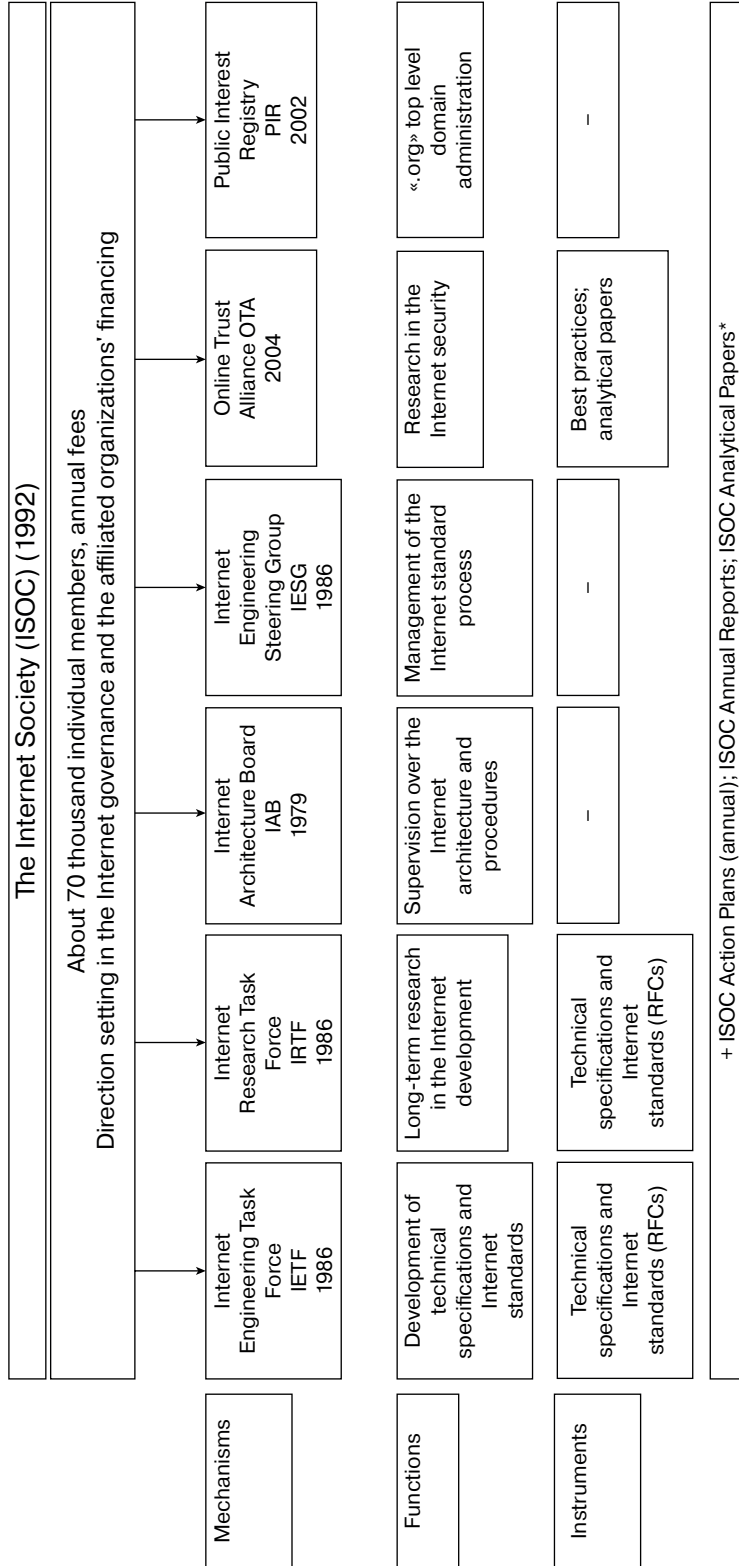 The Internet Society (ISOC) (1992)
About 70 thousand individual members, annual fees
Direction setting in the Internet governance and the affiliated organizations’ financing
Mechanisms
Internet
Engineering Task
Force
IETF
1986
Internet
Research Task
Force
IRTF
1986
Internet
Architecture Board
IAB
1979
Internet
Engineering
Steering Group
IESG
1986
Online Trust
Alliance OTA
2004
Public Interest
Registry
PIR
2002
Functions
Development of
technical
specifications and
Internet
standards
Long-term research
in the Internet
development
Supervision over the
Internet
architecture and
procedures
Management of the
Internet standard
process
Research in the
Internet security
«.org» top level
domain
administration
Instruments
Technical
specifications and
Internet
standards (RFCs)
Technical
specifications and
Internet
standards (RFCs)
–
–
Best practices;
analytical papers
–
+ ISOC Action Plans (annual); ISOC Annual Reports; ISOC Analytical Papers*